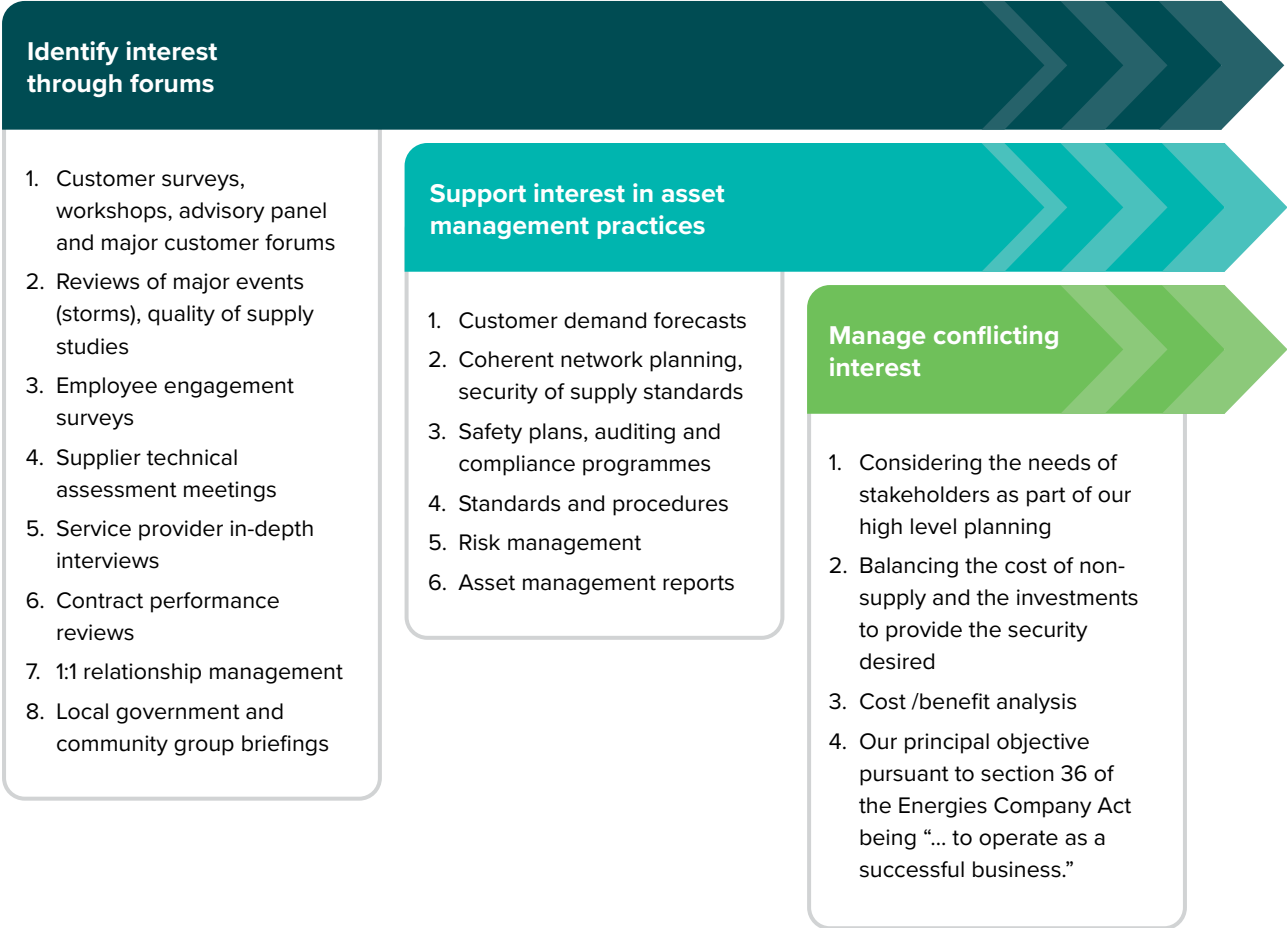 Identify interest
through forums
1. Customer surveys,
workshops, advisory panel
and major customer forums
2. Reviews of major events
(storms), quality of supply
studies
3. Employee engagement
surveys
4. Supplier technical
assessment meetings
5. Service provider in-depth
interviews
6. Contract performance
reviews
7. 1:1 relationship management
8. Local government and
community group briefings
Support interest in asset
management practices
1. Customer demand forecasts
2. Coherent network planning,
security of supply standards
3. Safety plans, auditing and
compliance programmes
4. Standards and procedures
5. Risk management
6. Asset management reports
Manage conflicting
interest
1. Considering the needs of
stakeholders as part of our
high level planning
2. Balancing the cost of non-
supply and the investments
to provide the security
desired
3. Cost /benefit analysis
4. Our principal objective
pursuant to section 36 of
the Energies Company Act
being “... to operate as a
successful business.”